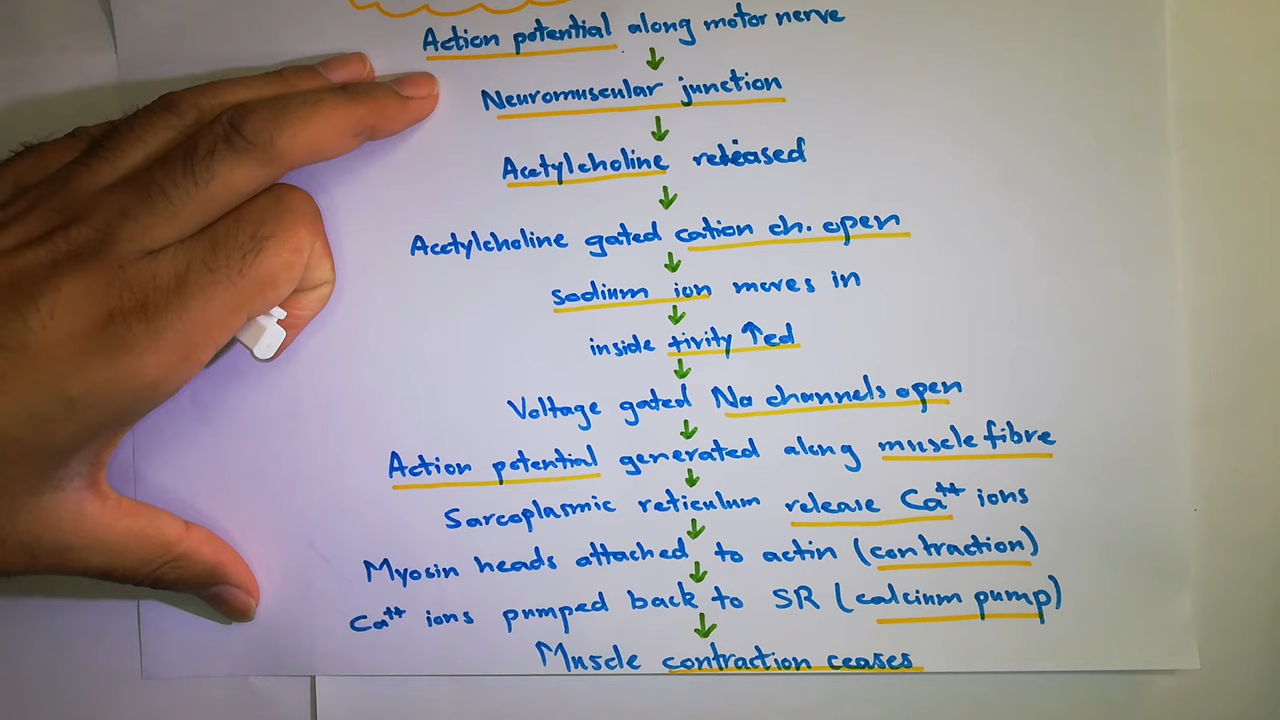 Action potential along motor nerve
Neuromuscular junction
Acetylcholine released
Acetylcholine gated cation ch. open
sodium ion moves in
inside tivity ↑ed
Voltage gated Na channels open
Action potential generated along muscle fibre
Sarcoplasmic reticulum release Ca++ ions
Myosin heads attached to actin (contraction)
Ca++ ions pumped back to SR (calcium pump)
Muscle contraction ceases